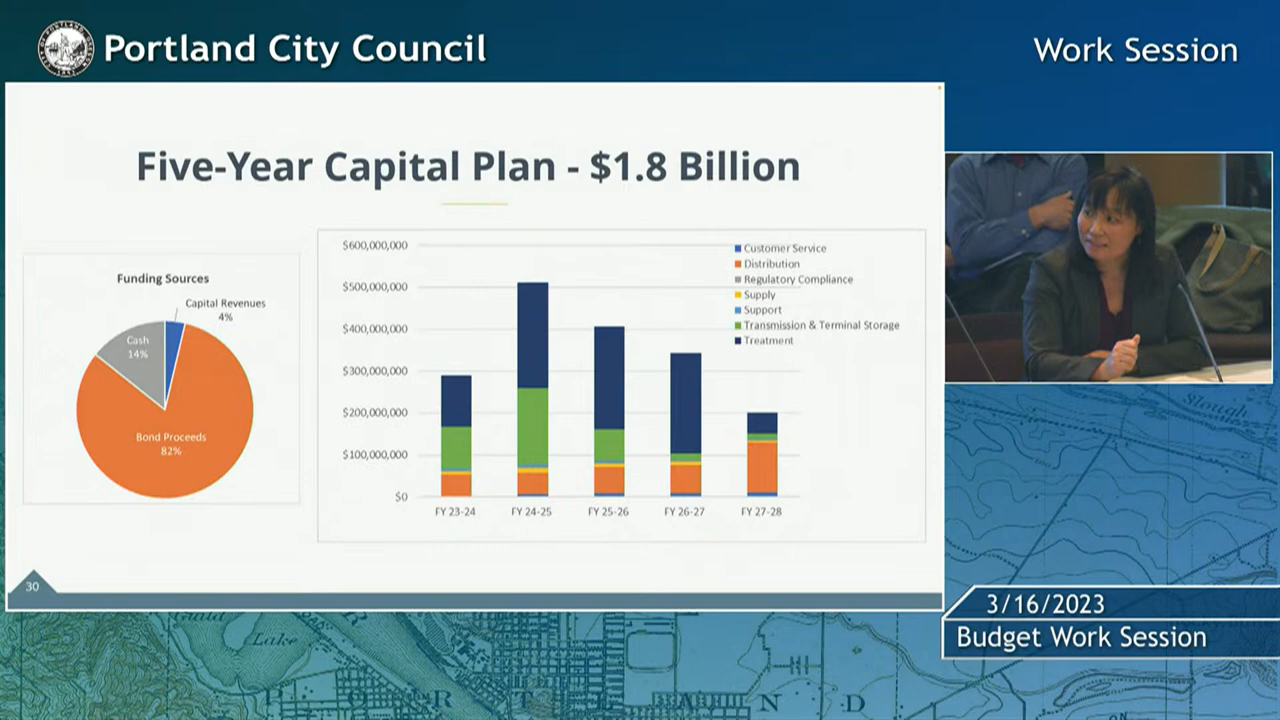 Portland City Council
Work Session
Five-Year Capital Plan - $1.8 Billion
Funding Sources
Capital Revenues
4%
Cash
14%
Bond Proceeds
82%
$600,000,000
$500,000,000
$400,000,000
$300,000,000
$200,000,000
$100,000,000
$0
FY 23-24
FY 24-25
FY 25-26
FY 26-27
FY 27-28
Customer Service
Distribution
Regulatory Compliance
Supply
Support
Transmission & Terminal Storage
Treatment
30
Slough
3/16/2023
Budget Work Session
Guild
Lake
R T L A N D